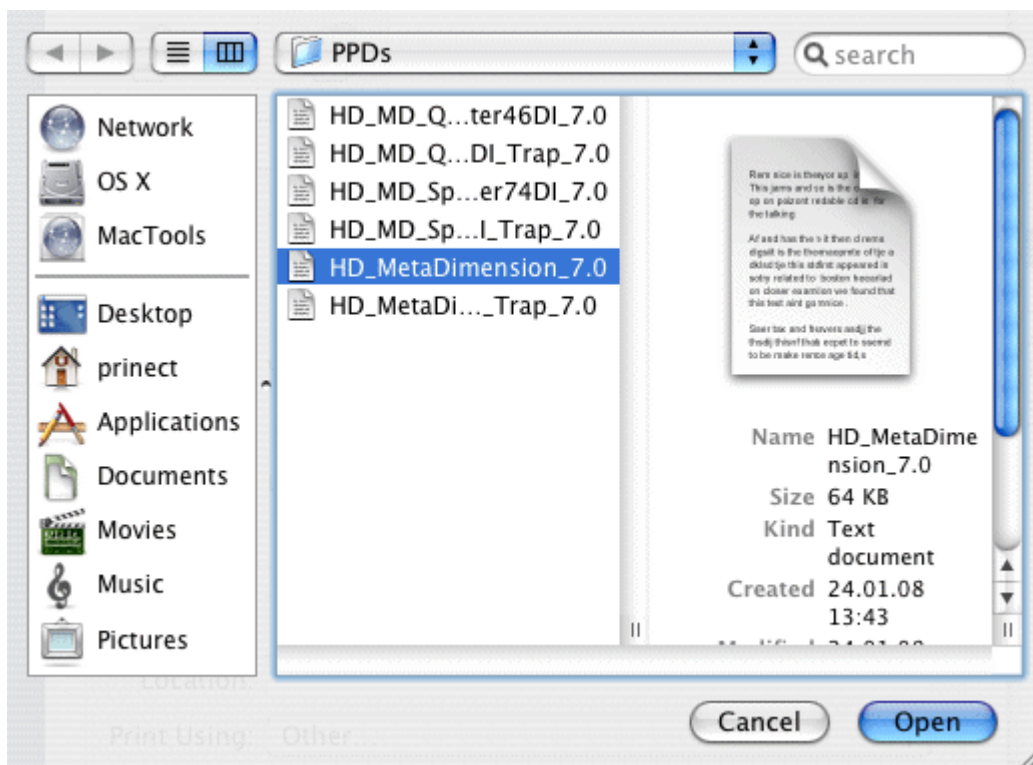 PPDs
search
Network
OS X
MacTools
Desktop
prinect
Applications
Documents
Movies
Music
Pictures
HD_MD_Q...ter46DI_7.0
HD_MD_Q...DI_Trap_7.0
HD_MD_Sp...er74DI_7.0
HD_MD_Sp...I_Trap_7.0
HD_MetaDimension_7.0
HD_MetaDi..._Trap_7.0
Name HD_MetaDime
nsion_7.0
Size 64 KB
Kind Text
document
Created 24.01.08
13:43
Location:
Print Using: Other...
Cancel
Open